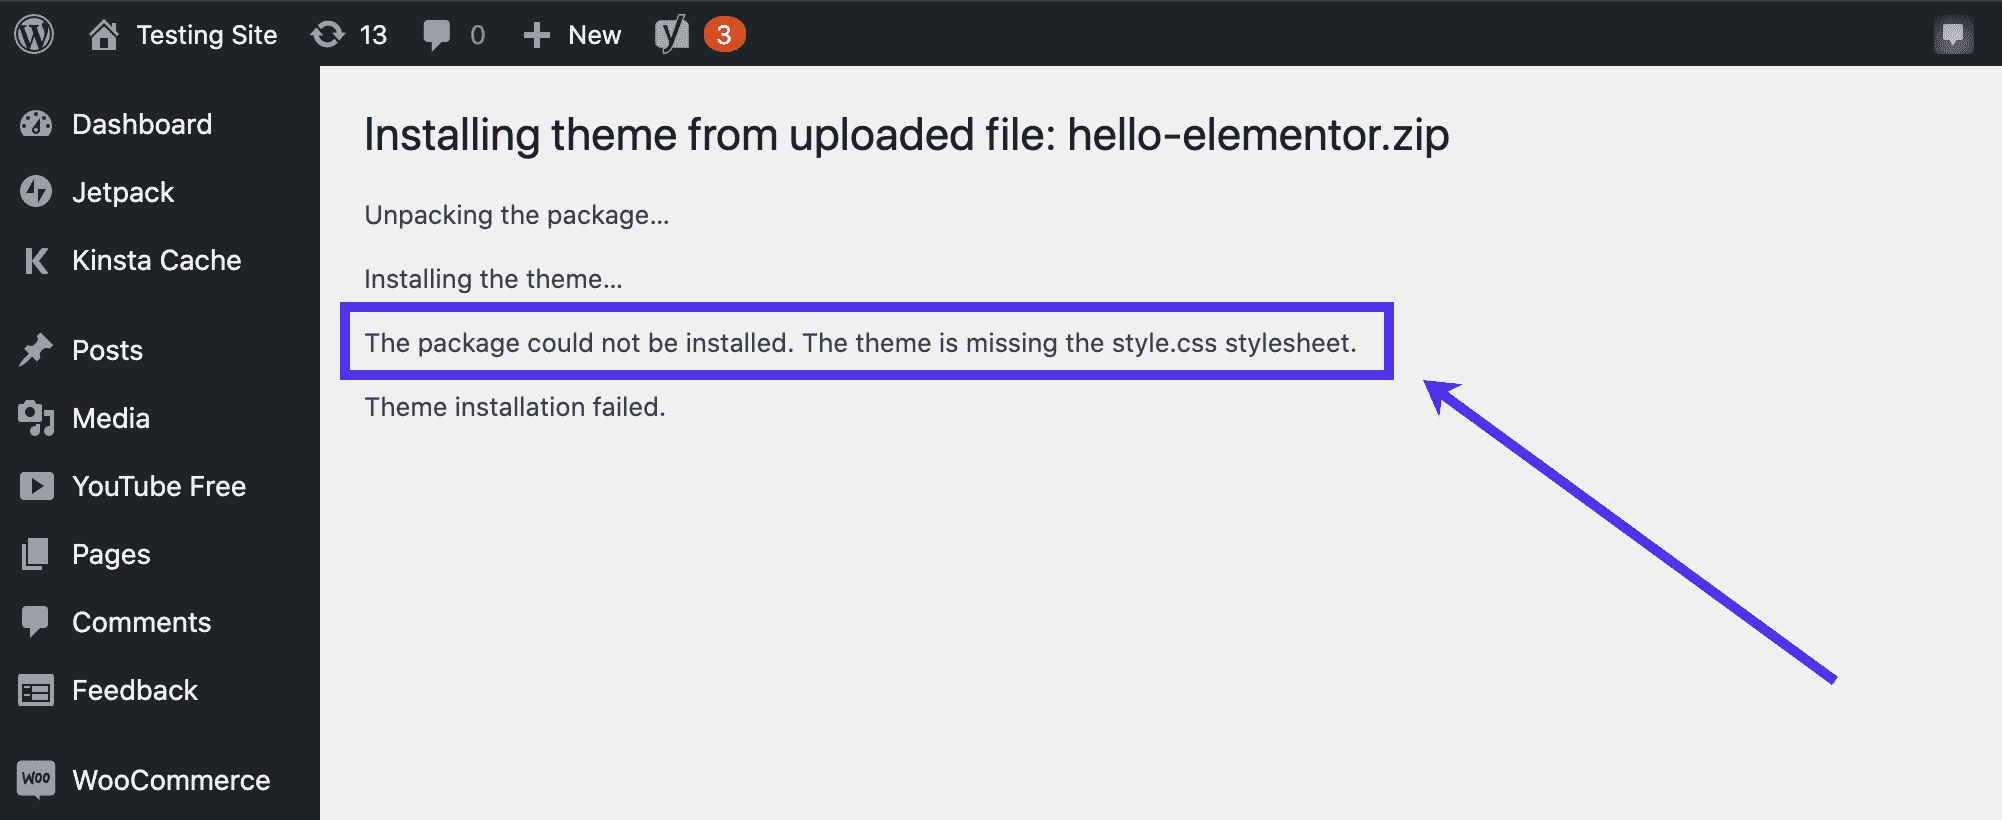 Testing Site 13 0 New 3
Dashboard
Jetpack
Kinsta Cache
Posts
Media
YouTube Free
Pages
Comments
Feedback
WOO WooCommerce
Installing theme from uploaded file: hello-elementor.zip
Unpacking the package...
Installing the theme...
The package could not be installed. The theme is missing the style.css stylesheet.
Theme installation failed.